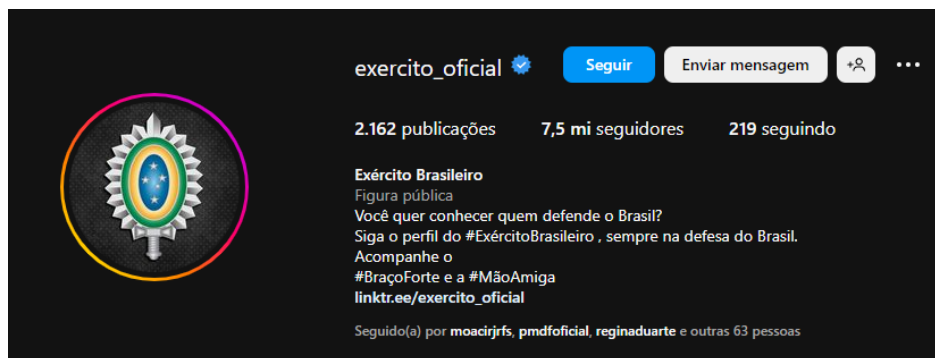 exercito_oficial
Seguir
Enviar mensagem
2.162 publicações
7,5 mi seguidores
219 seguindo
Exército Brasileiro
Figura pública
Você quer conhecer quem defende o Brasil?
Siga o perfil do #ExércitoBrasileiro , sempre na defesa do Brasil.
Acompanhe o
#BraçoForte e a #MãoAmiga
linktr.ee/exercito_oficial
Seguido(a) por moacirjrfs, pmdfoficial, reginaduarte e outras 63 pessoas